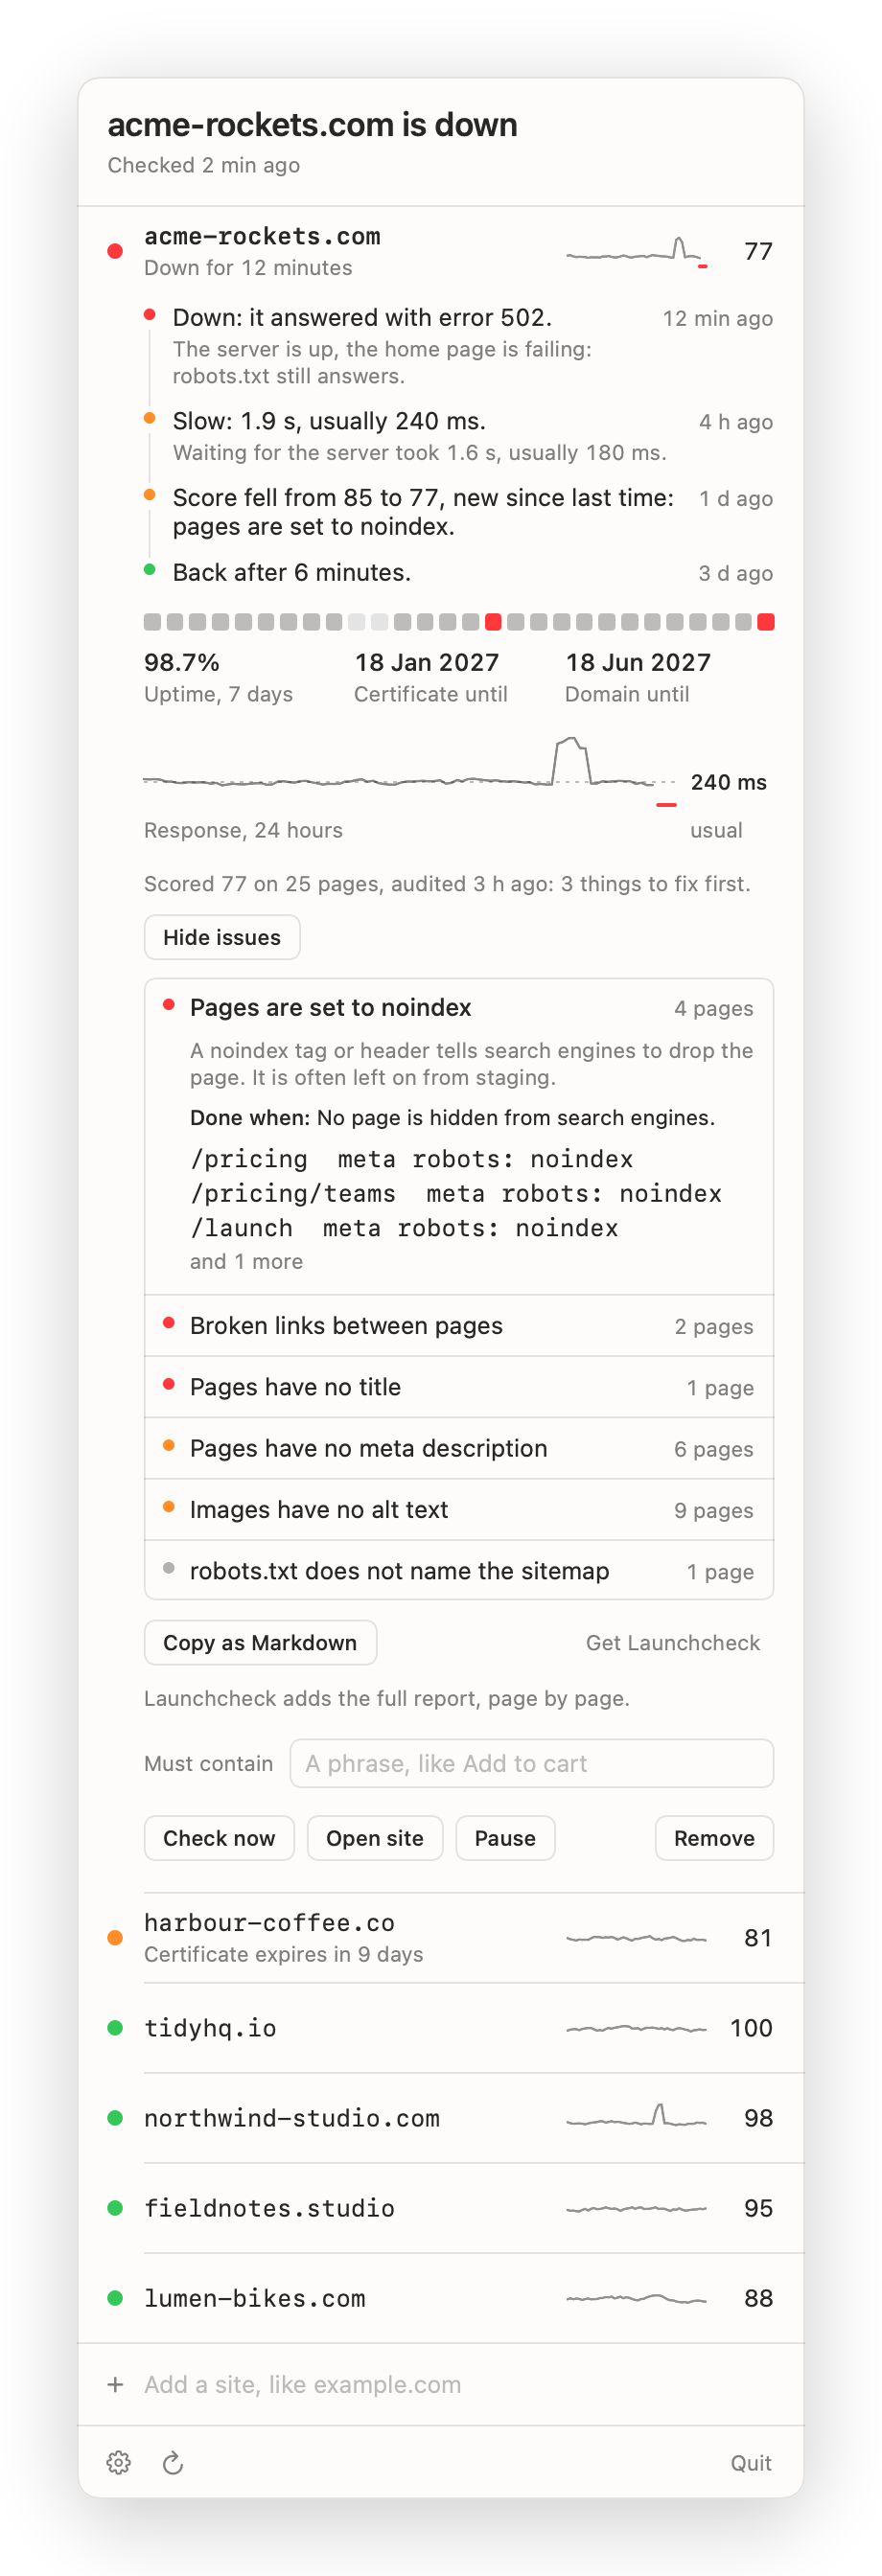 acme-rockets.com is down
Checked 2 min ago
acme-rockets.com
77
Down for 12 minutes
Down: it answered with error 502.
12 min ago
The server is up, the home page is failing:
robots.txt still answers.
Slow: 1.9 s, usually 240 ms.
4 h ago
Waiting for the server took 1.6 s, usually 180 ms.
Score fell from 85 to 77, new since last time:
1 d ago
pages are set to noindex.
Back after 6 minutes.
3 d ago
98.7%
18 Jan 2027
18 Jun 2027
Uptime, 7 days
Certificate until
Domain until
240 ms
Response, 24 hours
usual
Scored 77 on 25 pages, audited 3 h ago: 3 things to fix first.
Hide issues
Pages are set to noindex
4 pages
A noindex tag or header tells search engines to drop the
page. It is often left on from staging.
Done when: No page is hidden from search engines.
/pricing  meta robots: noindex
/pricing/teams  meta robots: noindex
/launch  meta robots: noindex
and 1 more
Broken links between pages
2 pages
Pages have no title
1 page
Pages have no meta description
6 pages
Images have no alt text
9 pages
robots.txt does not name the sitemap
1 page
Copy as Markdown
Get Launchcheck
Launchcheck adds the full report, page by page.
Must contain
A phrase, like Add to cart
Check now
Open site
Pause
Remove
harbour-coffee.co
81
Certificate expires in 9 days
tidyhq.io
100
northwind-studio.com
98
fieldnotes.studio
95
lumen-bikes.com
88
+ Add a site, like example.com
Quit